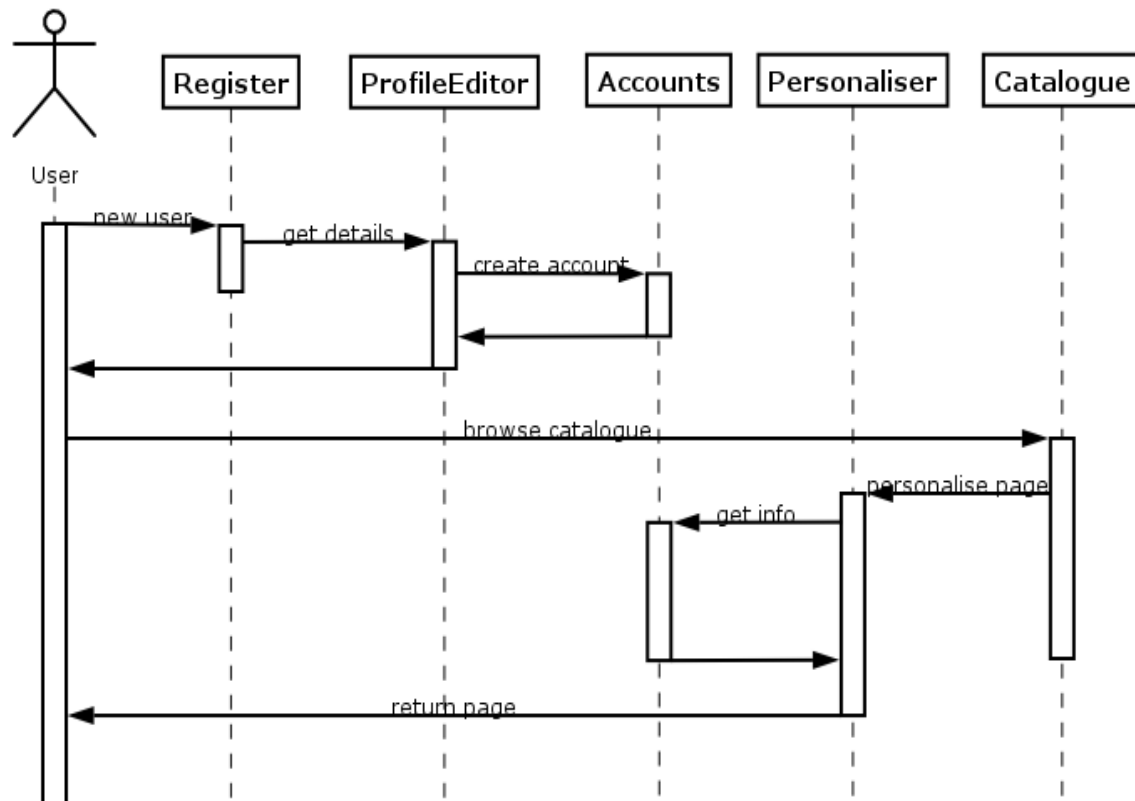 Register
ProfileEditor
Accounts
Personaliser
Catalogue
User
new user
get details
create account
browse catalogue
personalise page
get info
return page